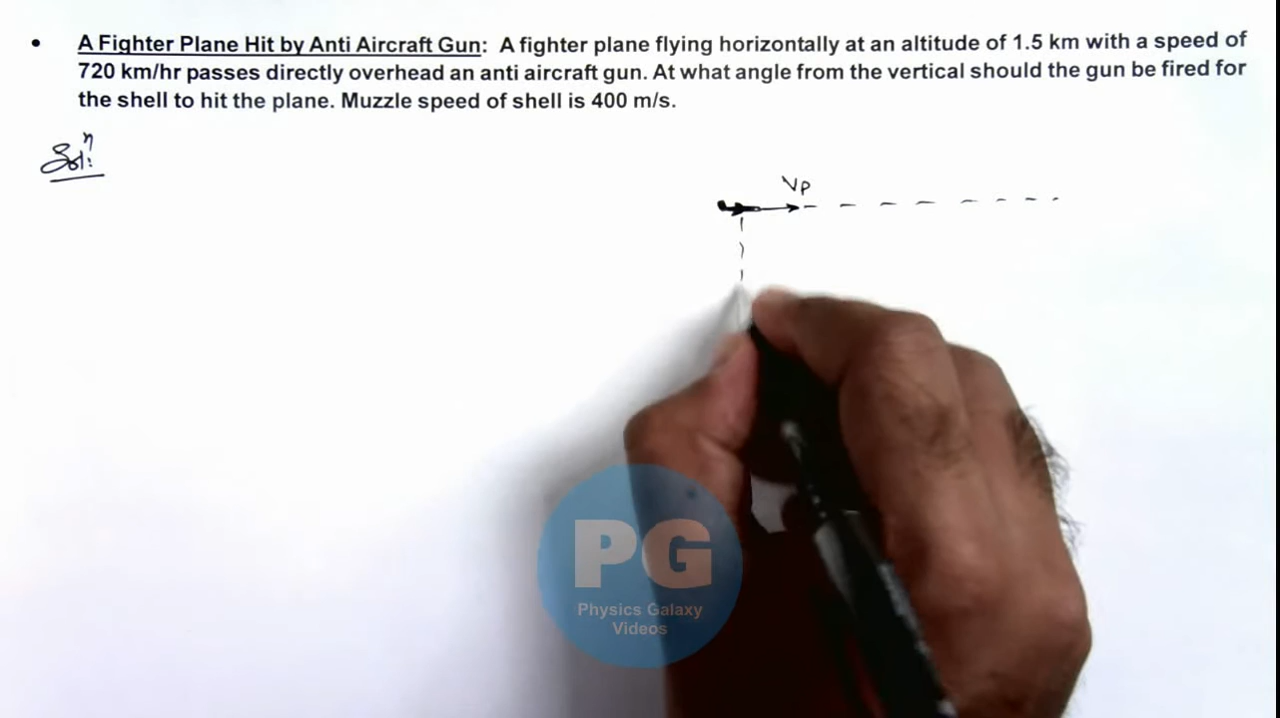 • A Fighter Plane Hit by Anti Aircraft Gun: A fighter plane flying horizontally at an altitude of 1.5 km with a speed of
720 km/hr passes directly overhead an anti aircraft gun. At what angle from the vertical should the gun be fired for
the shell to hit the plane. Muzzle speed of shell is 400 m/s.
Solⁿ:
VP
PG
Physics Galaxy
Videos